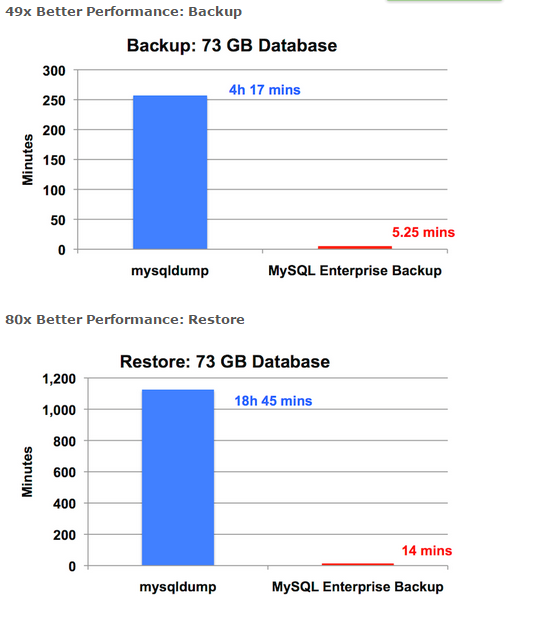 49x Better Performance: Backup
Backup: 73 GB Database
300
250
200
150
100
50
0
Minutes
4h 17 mins
5.25 mins
mysqldump
MySQL Enterprise Backup
80x Better Performance: Restore
Restore: 73 GB Database
1,200
1,000
800
600
400
200
0
Minutes
18h 45 mins
14 mins
mysqldump
MySQL Enterprise Backup